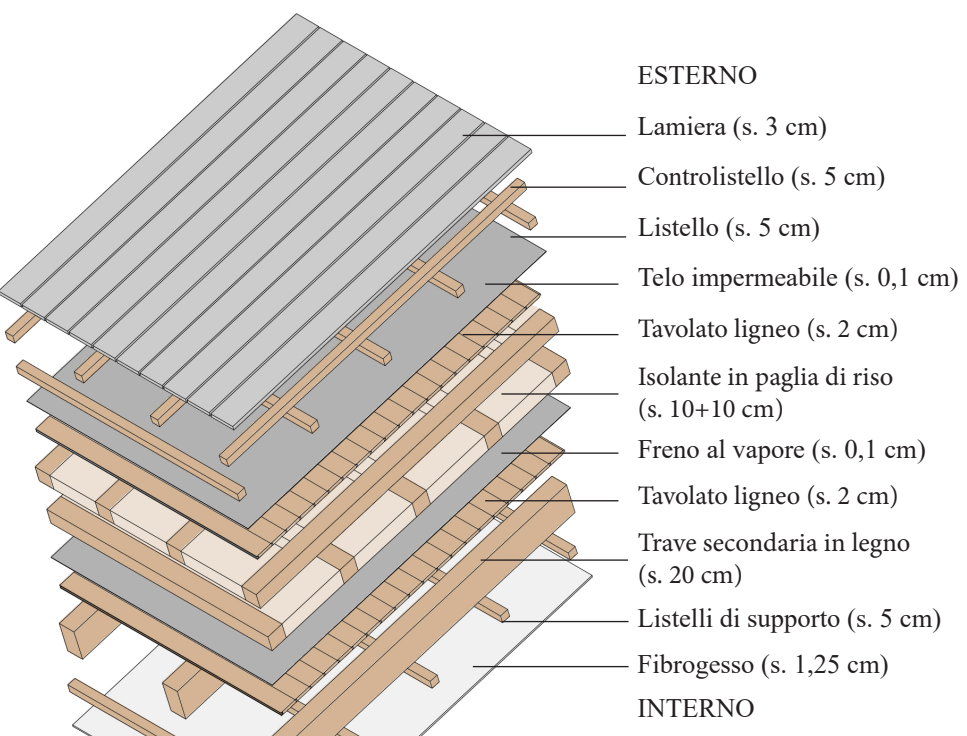 ESTERNO
Lamiera (s. 3 cm)
Controlistello (s. 5 cm)
Listello (s. 5 cm)
Telo impermeabile (s. 0,1 cm)
Tavolato ligneo (s. 2 cm)
Isolante in paglia di riso
(s. 10+10 cm)
Freno al vapore (s. 0,1 cm)
Tavolato ligneo (s. 2 cm)
Trave secondaria in legno
(s. 20 cm)
Listelli di supporto (s. 5 cm)
Fibrogesso (s. 1,25 cm)
INTERNO